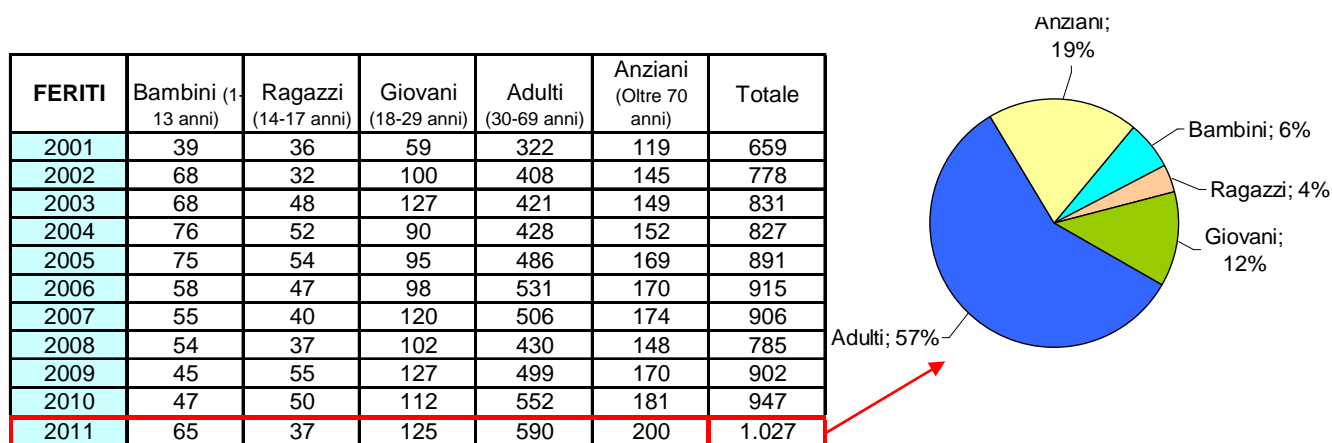 FERITI Bambini (1- Ragazzi Giovani Adulti Anziani Totale
13 anni) (14-17 anni) (18-29 anni) (30-69 anni) (Oltre 70
anni)
2001 39 36 59 322 119 659
2002 68 32 100 408 145 778
2003 68 48 127 421 149 831
2004 76 52 90 428 152 827
2005 75 54 95 486 169 891
2006 58 47 98 531 170 915
2007 55 40 120 506 174 906
2008 54 37 102 430 148 785
2009 45 55 127 499 170 902
2010 47 50 112 552 181 947
2011 65 37 125 590 200 1.027
Anziani;
19%
Bambini; 6%
Ragazzi; 4%
Giovani;
12%
Adulti; 57%